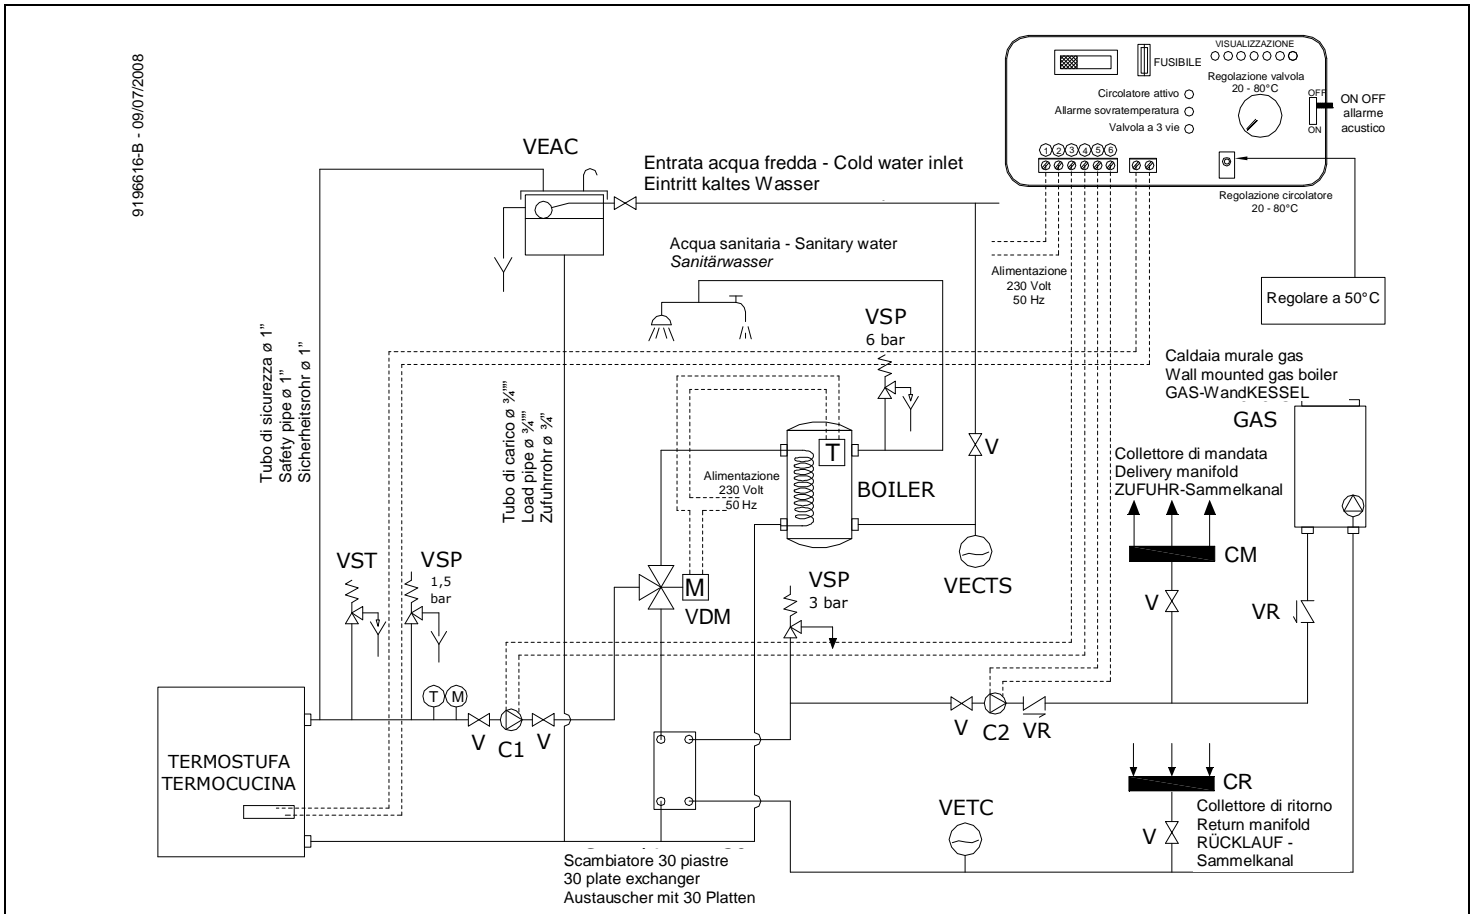 9196616-B - 09/07/2008
VISUALIZZAZIONE
FUSIBILE
Regolazione valvola
20 - 80°C
Circolatore attivo
Allarme sovratemperatura
Valvola a 3 vie
OFF
ON
ON OFF
allarme
acustico
1 2 3 4 5 6
Regolazione circolatore
20 - 80°C
VEAC
Entrata acqua fredda - Cold water inlet
Eintritt kaltes Wasser
Acqua sanitaria - Sanitary water
Sanitärwasser
Alimentazione
230 Volt
50 Hz
Regolare a 50°C
VSP
6 bar
Caldaia murale gas
Wall mounted gas boiler
GAS-WandKESSEL
GAS
Tubo di sicurezza ø 1”
Safety pipe ø 1”
Sicherheitsrohr ø 1”
Tubo di carico ø ¾””
Load pipe ø ¾””
Zufuhrrohr ø ¾”
Alimentazione
230 Volt
50 Hz
T
BOILER
V
Collettore di mandata
Delivery manifold
ZUFUHR-Sammelkanal
CM
VECTS
VST
VSP
1,5
bar
M
VDM
VSP
3 bar
V
VR
T
M
V
C1
V
V
C2
VR
TERMOSTUFA
TERMOCUCINA
CR
VETC
V
Collettore di ritorno
Return manifold
RÜCKLAUF -
Sammelkanal
Scambiatore 30 piastre
30 plate exchanger
Austauscher mit 30 Platten